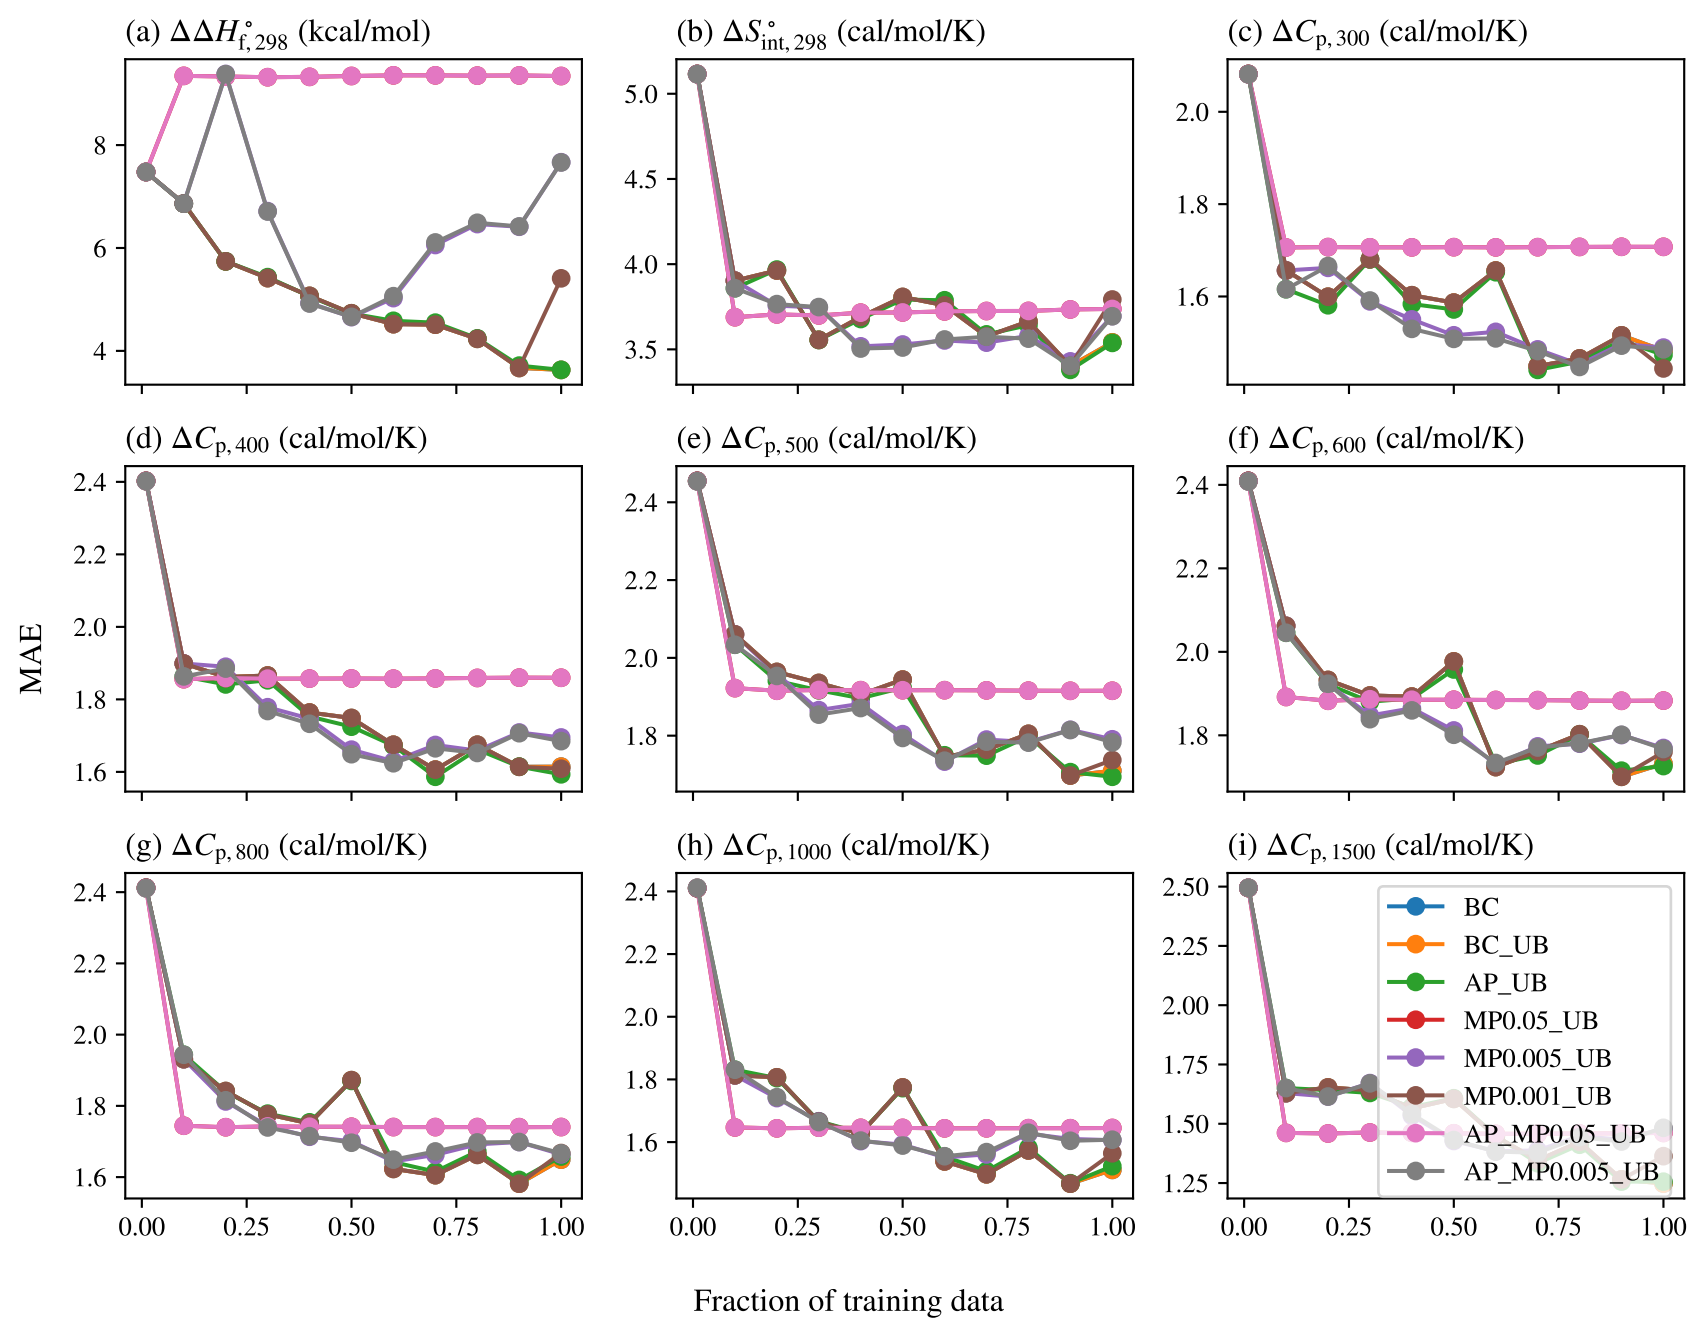 (a) ΔΔH°f, 298 (kcal/mol)
(b) ΔS°int, 298 (cal/mol/K)
(c) ΔCp, 300 (cal/mol/K)
8
6
4
5.0
4.5
4.0
3.5
2.0
1.8
1.6
(d) ΔCp, 400 (cal/mol/K)
(e) ΔCp, 500 (cal/mol/K)
(f) ΔCp, 600 (cal/mol/K)
MAE
2.4
2.2
2.0
1.8
1.6
2.4
2.2
2.0
1.8
2.4
2.2
2.0
1.8
(g) ΔCp, 800 (cal/mol/K)
(h) ΔCp, 1000 (cal/mol/K)
(i) ΔCp, 1500 (cal/mol/K)
2.4
2.2
2.0
1.8
1.6
0.00 0.25 0.50 0.75 1.00
2.4
2.2
2.0
1.8
1.6
0.00 0.25 0.50 0.75 1.00
2.50
2.25
2.00
1.75
1.50
1.25
0.00 0.25 0.50 0.75 1.00
BC
BC_UB
AP_UB
MP0.05_UB
MP0.005_UB
MP0.001_UB
AP_MP0.05_UB
AP_MP0.005_UB
Fraction of training data